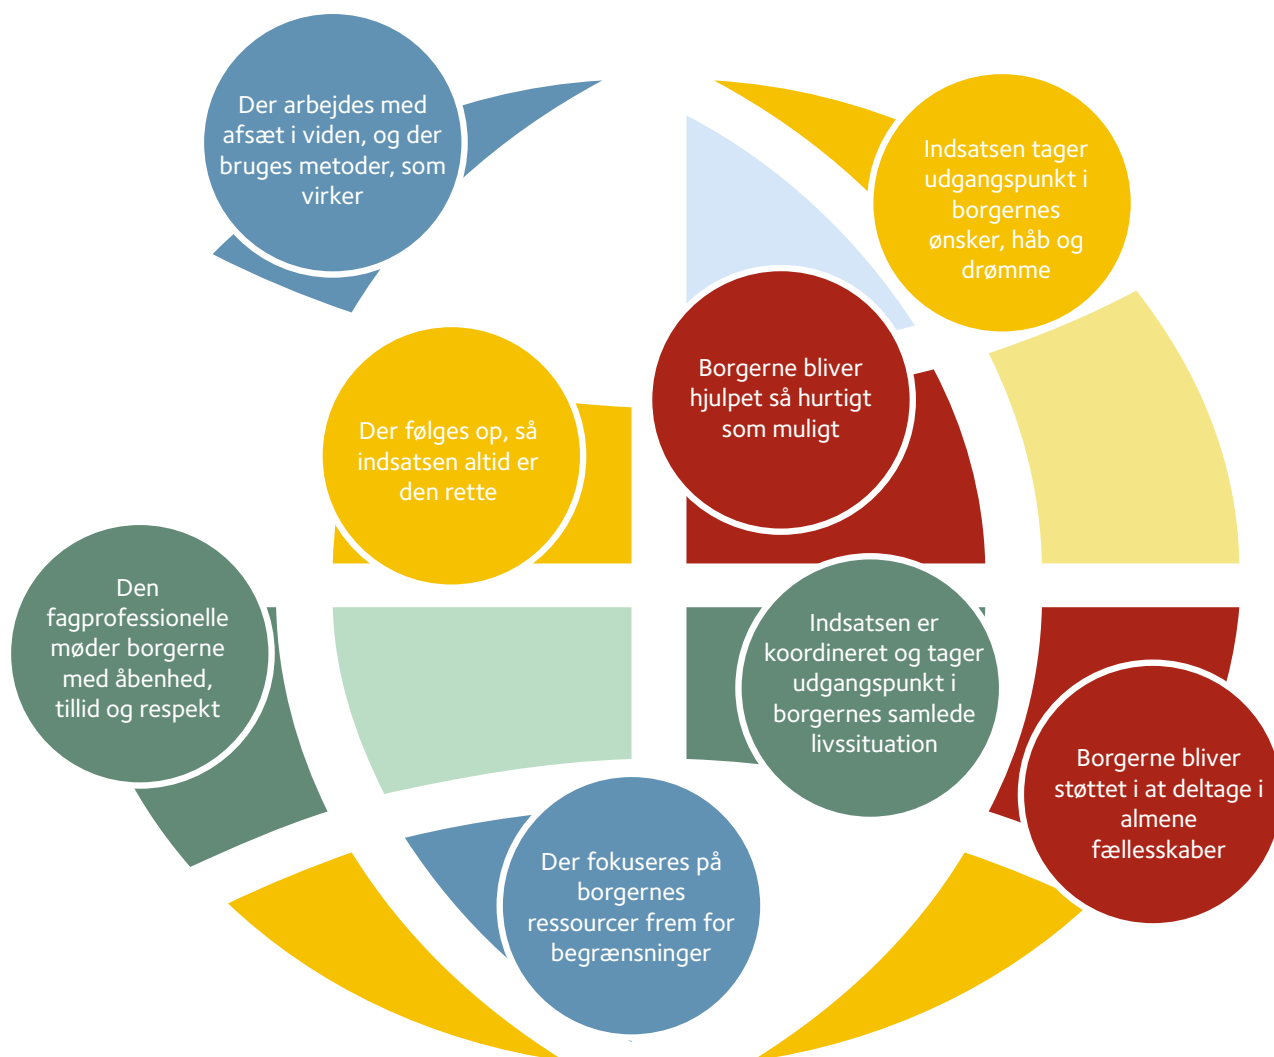 Der arbejdes med
afsæt i viden, og der
bruges metoder, som
virker
Indsatsen tager
udgangspunkt i
borgernes
ønsker, håb og
drømme
Borgerne bliver
hjulpet så hurtigt
som muligt
Der følges op, så
indsatsen altid er
den rette
Den
fagprofessionelle
møder borgerne
med åbenhed,
tillid og respekt
Indsatsen er
koordineret og tager
udgangspunkt i
borgernes samlede
livssituation
Borgerne bliver
støttet i at deltage i
almene
fællesskaber
Der fokuseres på
borgernes
ressourcer frem for
begrænsninger